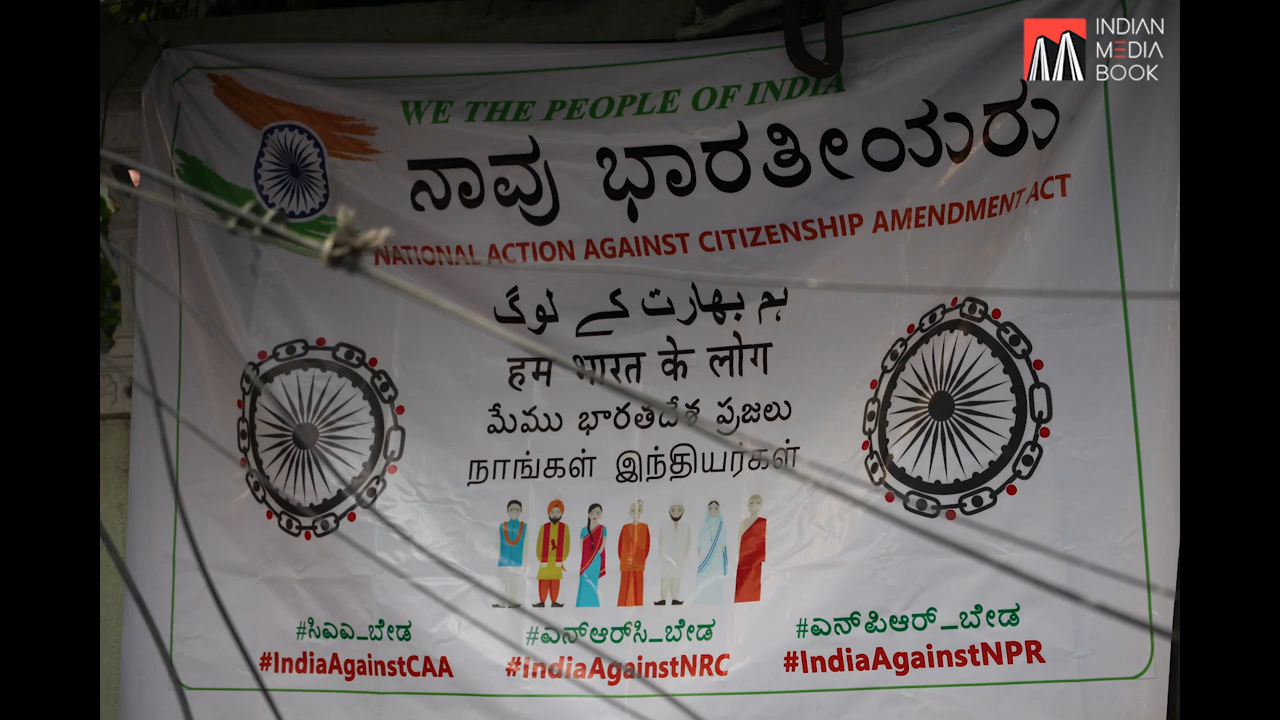 INDIAN
MEDIA
BOOK
WE THE PEOPLE OF INDIA
ನಾವು ಭಾರತೀಯರು
NATIONAL ACTION AGAINST CITIZENSHIP AMENDMENT ACT
ہم بھارت کے لوگ
हम भारत के लोग
మేము భారతదేశ ప్రజలు
நாங்கள் இந்தியர்கள்
#ಸಿಎಎ_ಬೇಡ
#IndiaAgainstCAA
#ಎನ್ಆರ್‌ಸಿ_ಬೇಡ
#IndiaAgainstNRC
#ಎನ್‌ಪಿಆರ್_ಬೇಡ
#IndiaAgainstNPR